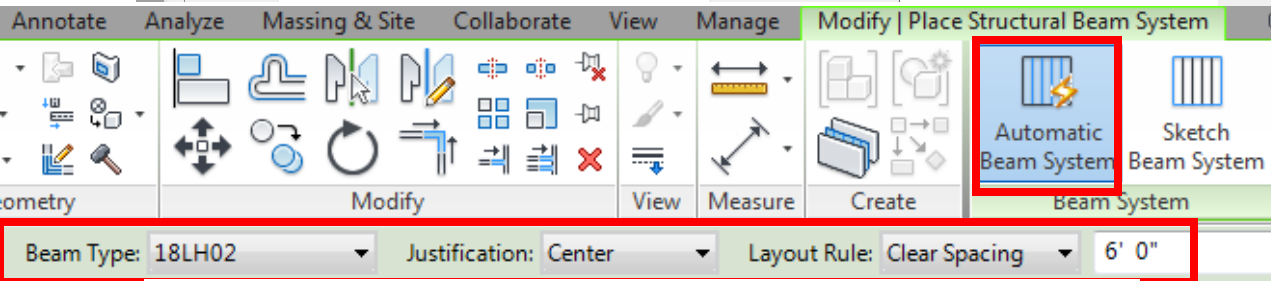 Annotate Analyze Massing & Site Collaborate View Manage Modify | Place Structural Beam System
Automatic Beam System
Sketch Beam System
eometry Modify View Measure Create Beam System
Beam Type: 18LH02 Justification: Center Layout Rule: Clear Spacing 6' 0"